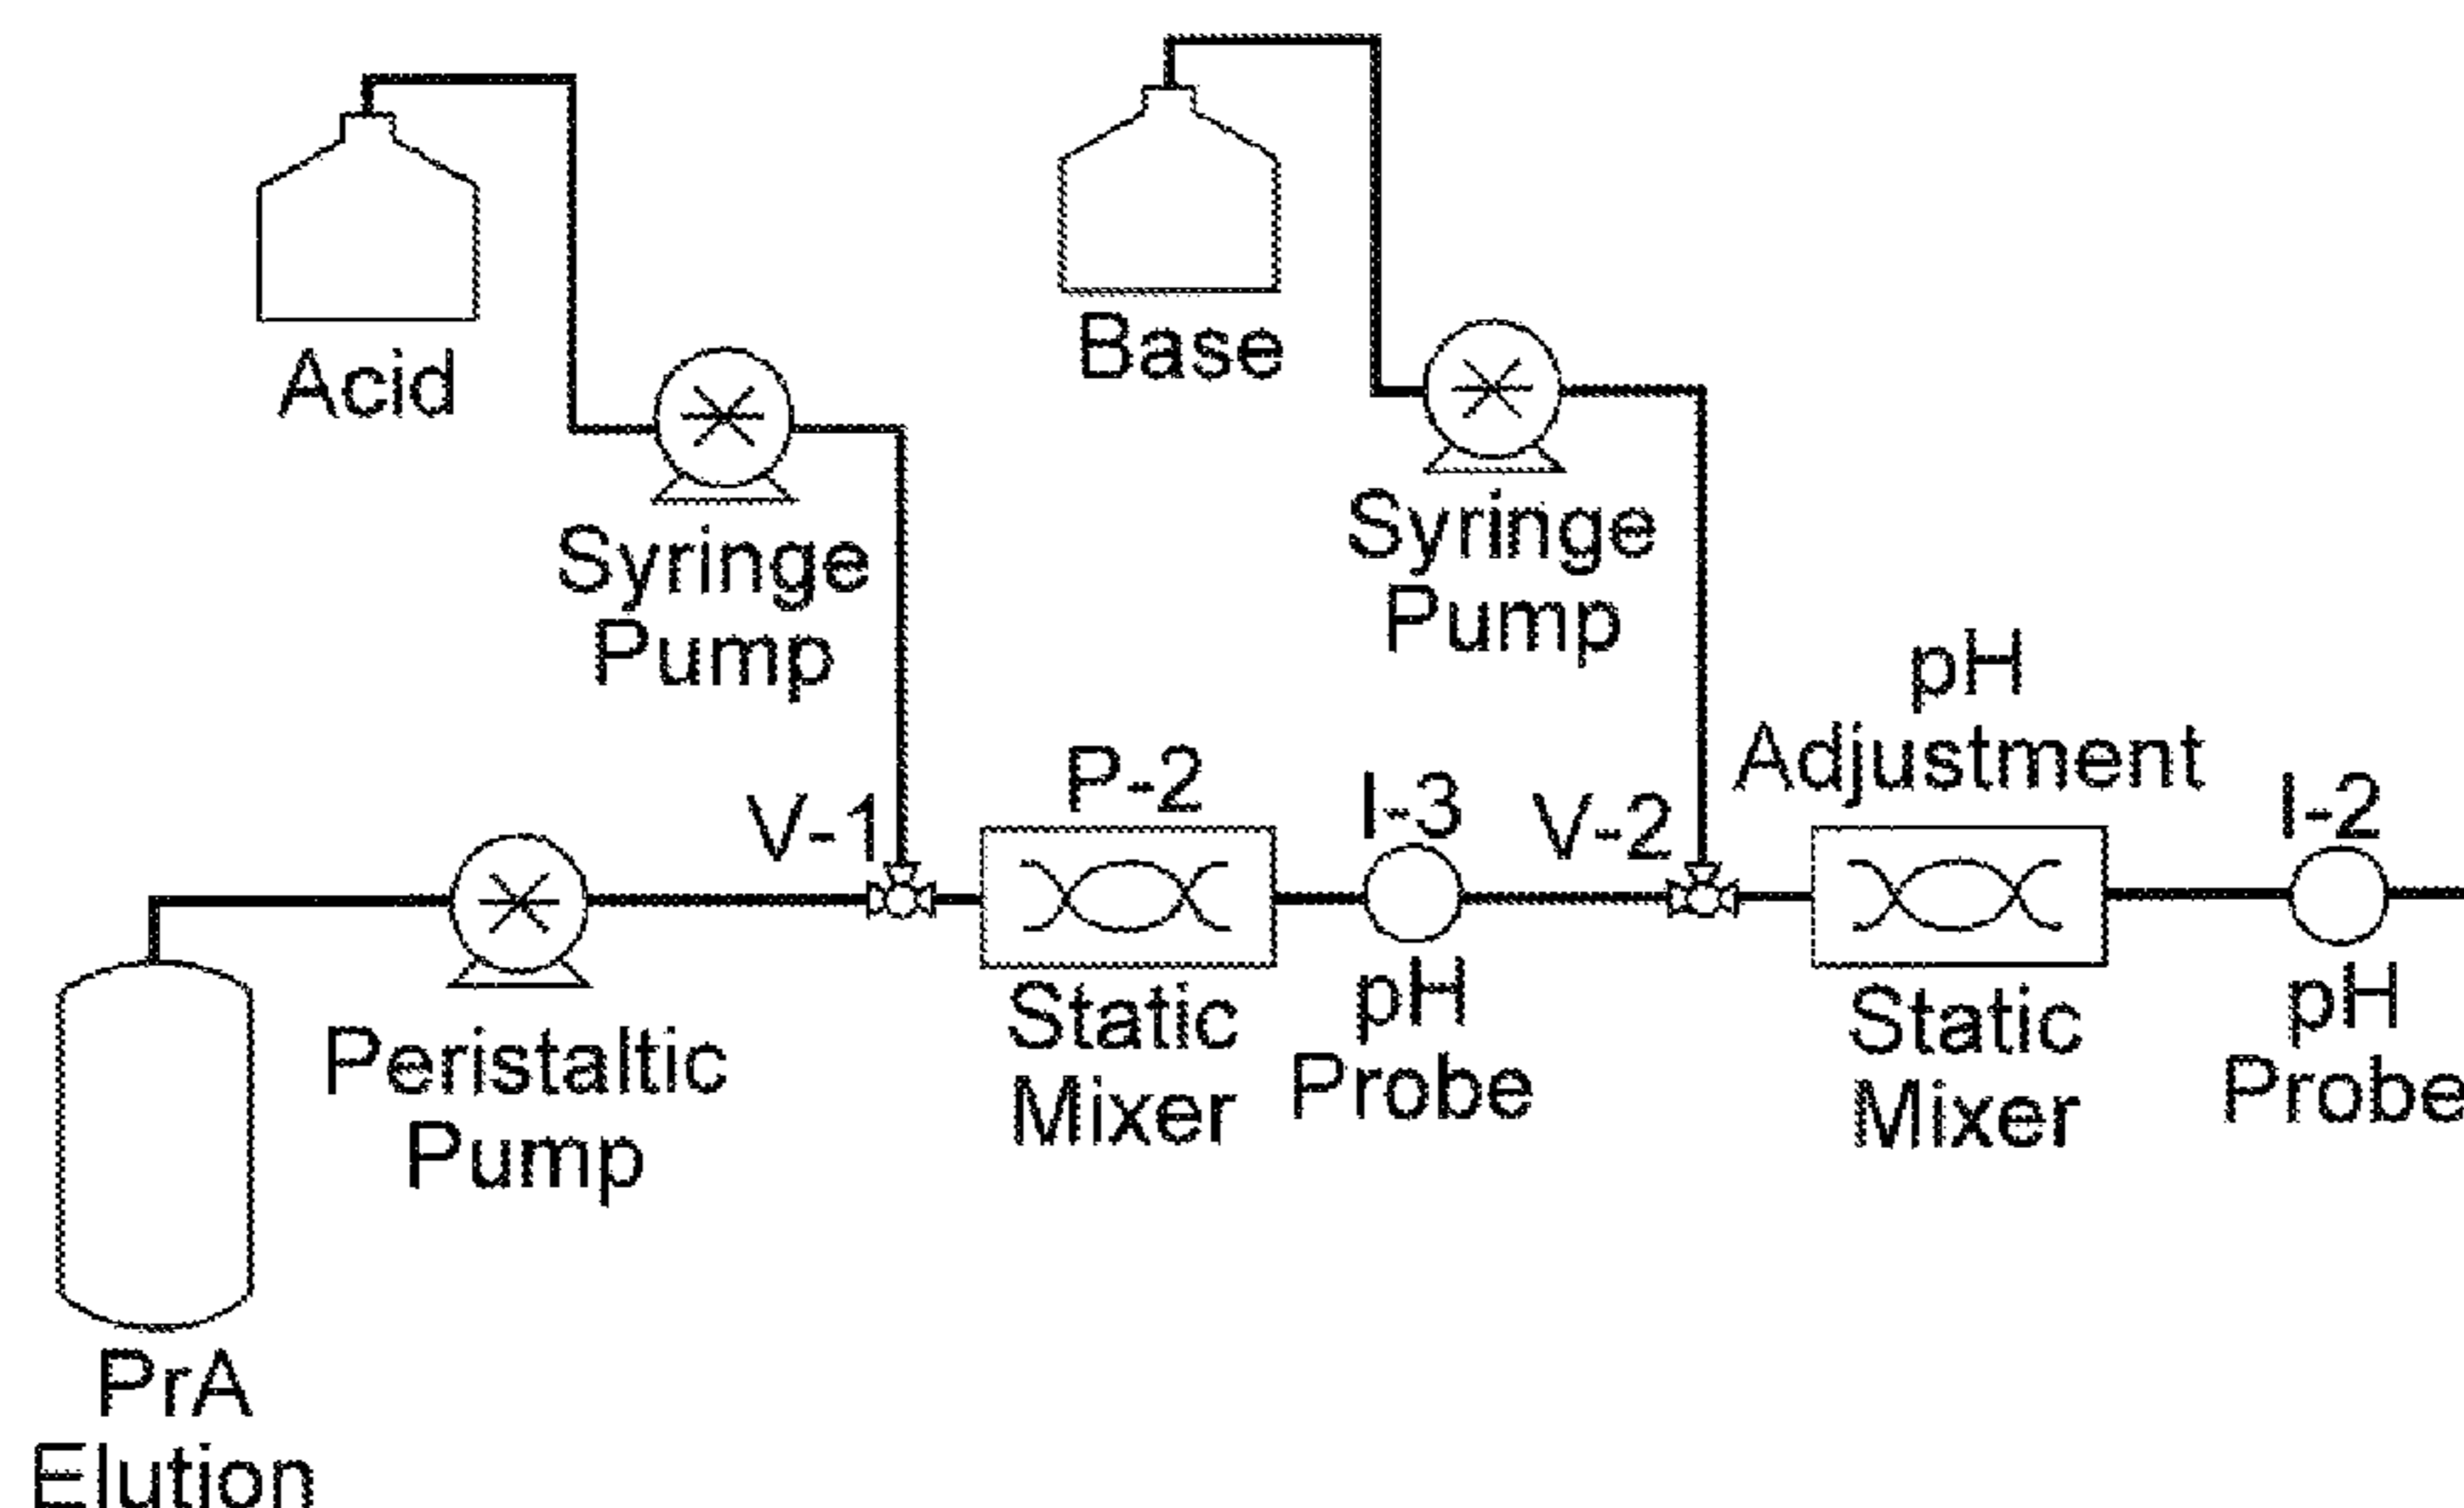 Acid
Base
Syringe
Pump
Syringe
Pump
pH
Adjustment
V-1
P-2
I-3
V-2
I-2
Peristaltic
Pump
Static
Mixer
pH
Probe
Static
Mixer
pH
Probe
PrA
Elution